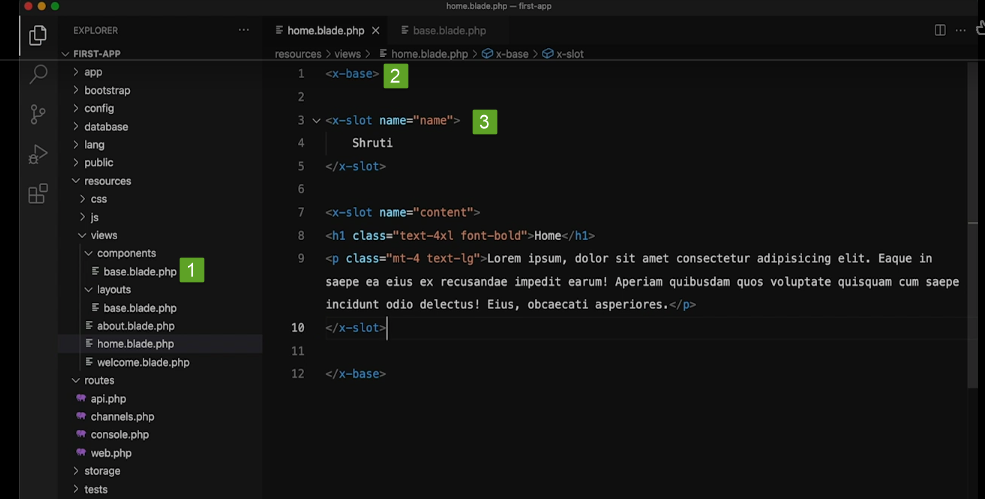 home.blade.php — first-app
EXPLORER
FIRST-APP
app
bootstrap
config
database
lang
public
resources
css
js
views
components
base.blade.php 1
layouts
base.blade.php
about.blade.php
home.blade.php
welcome.blade.php
routes
api.php
channels.php
console.php
web.php
storage
tests
home.blade.php base.blade.php
resources > views > home.blade.php > x-base > x-slot
1 <x-base> 2
2
3 <x-slot name="name"> 3
4 Shruti
5 </x-slot>
6
7 <x-slot name="content">
8 <h1 class="text-4xl font-bold">Home</h1>
9 <p class="mt-4 text-lg">Lorem ipsum, dolor sit amet consectetur adipisicing elit. Eaque in
saepe ea eius ex recusandae impedit earum! Aperiam quibusdam quos voluptate quisquam cum saepe
incidunt odio delectus! Eius, obcaecati asperiores.</p>
10 </x-slot>
11
12 </x-base>